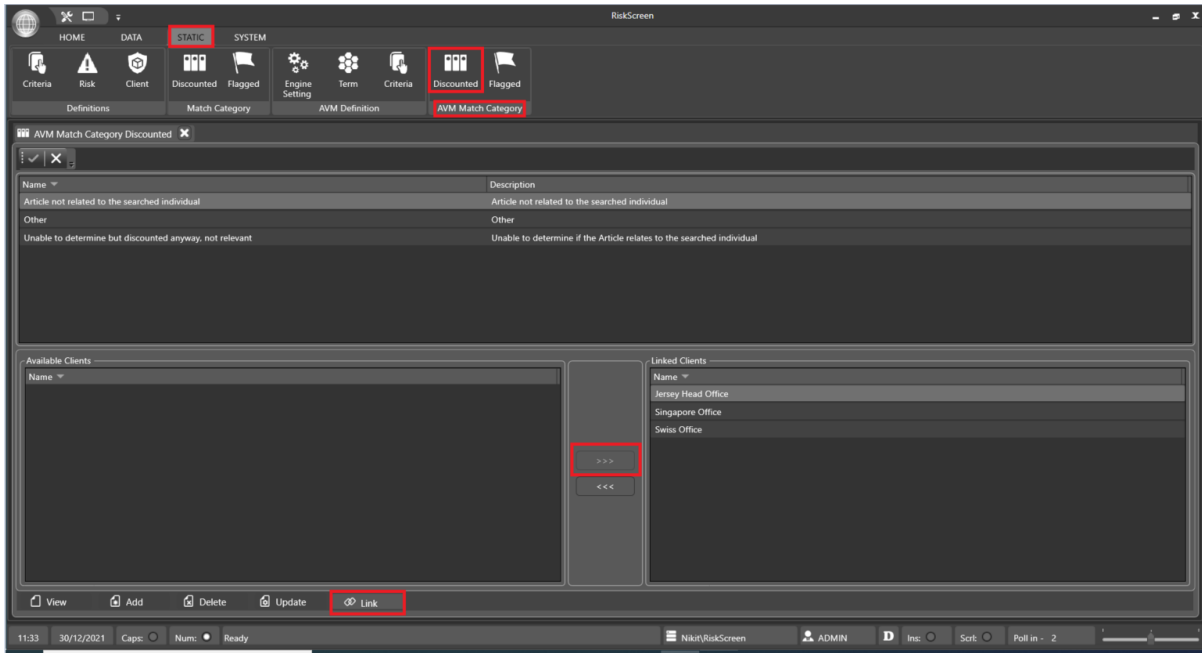 RiskScreen
HOME DATA STATIC SYSTEM
Criteria Risk Client Discounted Flagged Engine Setting Term Criteria Discounted Flagged
Definitions Match Category AVM Definition AVM Match Category
AVM Match Category Discounted
Name Description
Article not related to the searched individual Article not related to the searched individual
Other Other
Unable to determine but discounted anyway, not relevant Unable to determine if the Article relates to the searched individual
Available Clients Linked Clients
Name Name
Jersey Head Office
Singapore Office
Swiss Office
>>>
<<<
View Add Delete Update Link
11:33 30/12/2021 Caps: Num: Ready Nikit\RiskScreen ADMIN D Ins: Scrl: Poll in - 2